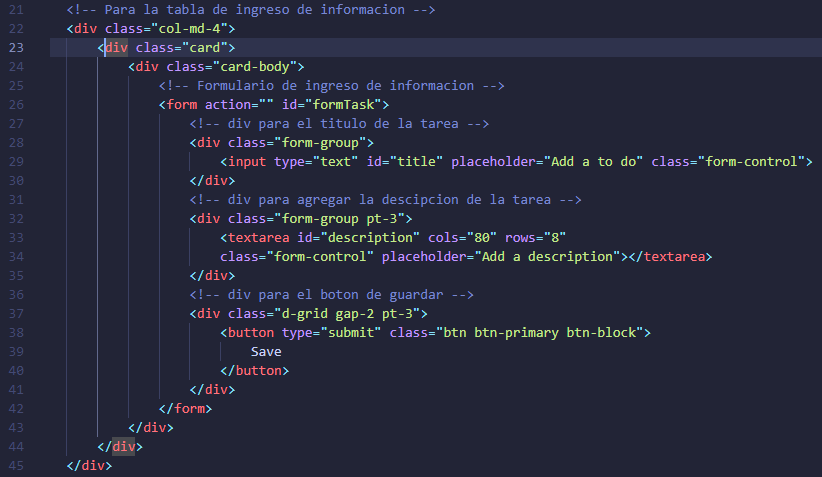 21 <!-- Para la tabla de ingreso de informacion -->
22 <div class="col-md-4">
23 <div class="card">
24 <div class="card-body">
25 <!-- Formulario de ingreso de informacion -->
26 <form action="" id="formTask">
27 <!-- div para el titulo de la tarea -->
28 <div class="form-group">
29 <input type="text" id="title" placeholder="Add a to do" class="form-control">
30 </div>
31 <!-- div para agregar la descipcion de la tarea -->
32 <div class="form-group pt-3">
33 <textarea id="description" cols="80" rows="8"
34 class="form-control" placeholder="Add a description"></textarea>
35 </div>
36 <!-- div para el boton de guardar -->
37 <div class="d-grid gap-2 pt-3">
38 <button type="submit" class="btn btn-primary btn-block">
39 Save
40 </button>
41 </div>
42 </form>
43 </div>
44 </div>
45 </div>